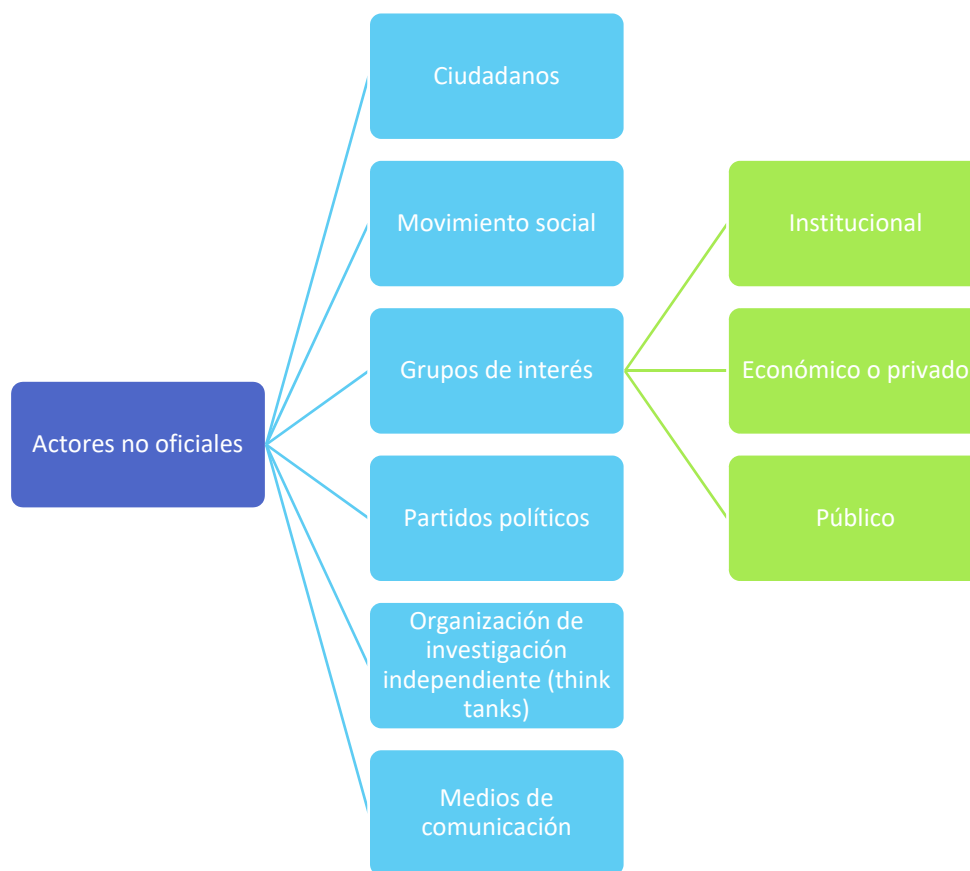 Ciudadanos
Movimiento social
Institucional
Grupos de interés
Económico o privado
Actores no oficiales
Partidos políticos
Público
Organización de
investigación
independiente (think
tanks)
Medios de
comunicación